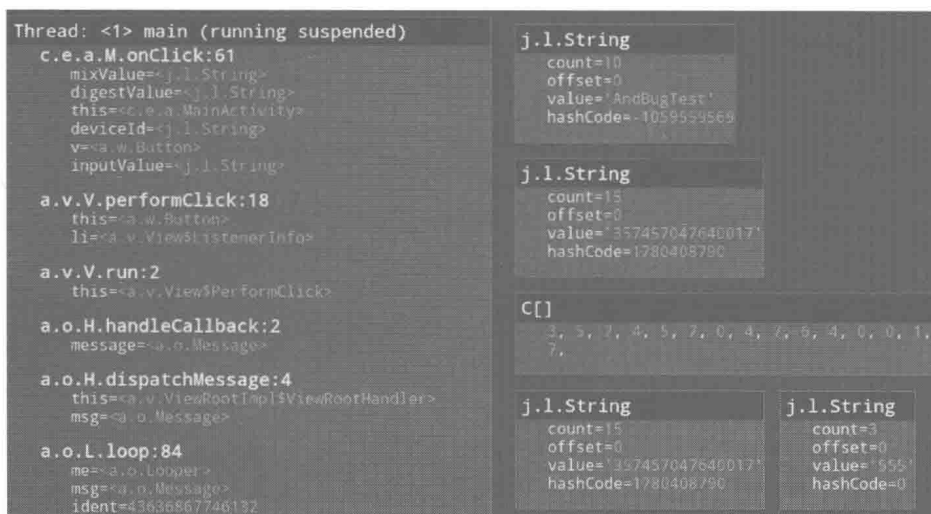 Thread: <1> main (running suspended)
c.e.a.M.onClick:61
mixValue=<j.l.String>
digestValue=<j.l.String>
this=<c.e.a.MainActivity>
deviceId=<j.l.String>
v=<a.w.Button>
inputValue=<j.l.String>
a.v.V.performClick:18
this=<a.w.Button>
li=<a.v.View$ListenerInfo>
a.v.V.run:2
this=<a.v.View$PerformClick>
a.o.H.handleCallback:2
message=<a.o.Message>
a.o.H.dispatchMessage:4
this=<a.v.ViewRootImpl$ViewRootHandler>
msg=<a.o.Message>
a.o.L.loop:84
me=<a.o.Looper>
msg=<a.o.Message>
ident=43636867746132
j.l.String
count=10
offset=0
value='AndBugTest'
hashCode=-1059559569
j.l.String
count=15
offset=0
value='357457047640017'
hashCode=1780408790
C[]
3, 5, 7, 4, 5, 7, 0, 4, 7, 6, 4, 0, 0, 1,
7,
j.l.String
count=15
offset=0
value='357457047640017'
hashCode=1780408790
j.l.String
count=3
offset=0
value='555'
hashCode=0